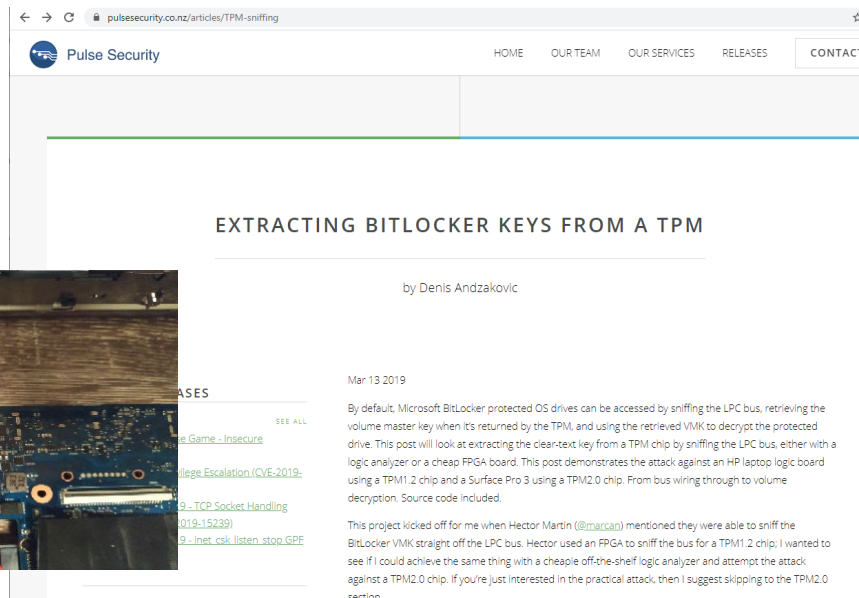 pulsesecurity.co.nz/articles/TPM-sniffing
Pulse Security
HOME OUR TEAM OUR SERVICES RELEASES CONTACT
EXTRACTING BITLOCKER KEYS FROM A TPM
by Denis Andzakovic
ASES
SEE ALL
se Game - Insecure
vilege Escalation (CVE-2019-
9 - TCP Socket Handling
2019-15239)
9 - inet_csk_listen_stop GPF
Mar 13 2019
By default, Microsoft BitLocker protected OS drives can be accessed by sniffing the LPC bus, retrieving the
volume master key when it's returned by the TPM, and using the retrieved VMK to decrypt the protected
drive. This post will look at extracting the clear-text key from a TPM chip by sniffing the LPC bus, either with a
logic analyzer or a cheap FPGA board. This post demonstrates the attack against an HP laptop logic board
using a TPM1.2 chip and a Surface Pro 3 using a TPM2.0 chip. From bus wiring through to volume
decryption. Source code included.
This project kicked off for me when Hector Martin (@marcan) mentioned they were able to sniff the
BitLocker VMK straight off the LPC bus. Hector used an FPGA to sniff the bus for a TPM1.2 chip; I wanted to
see if I could achieve the same thing with a cheapie off-the-shelf logic analyzer and attempt the attack
against a TPM2.0 chip. If you're just interested in the practical attack, then I suggest skipping to the TPM2.0
section.